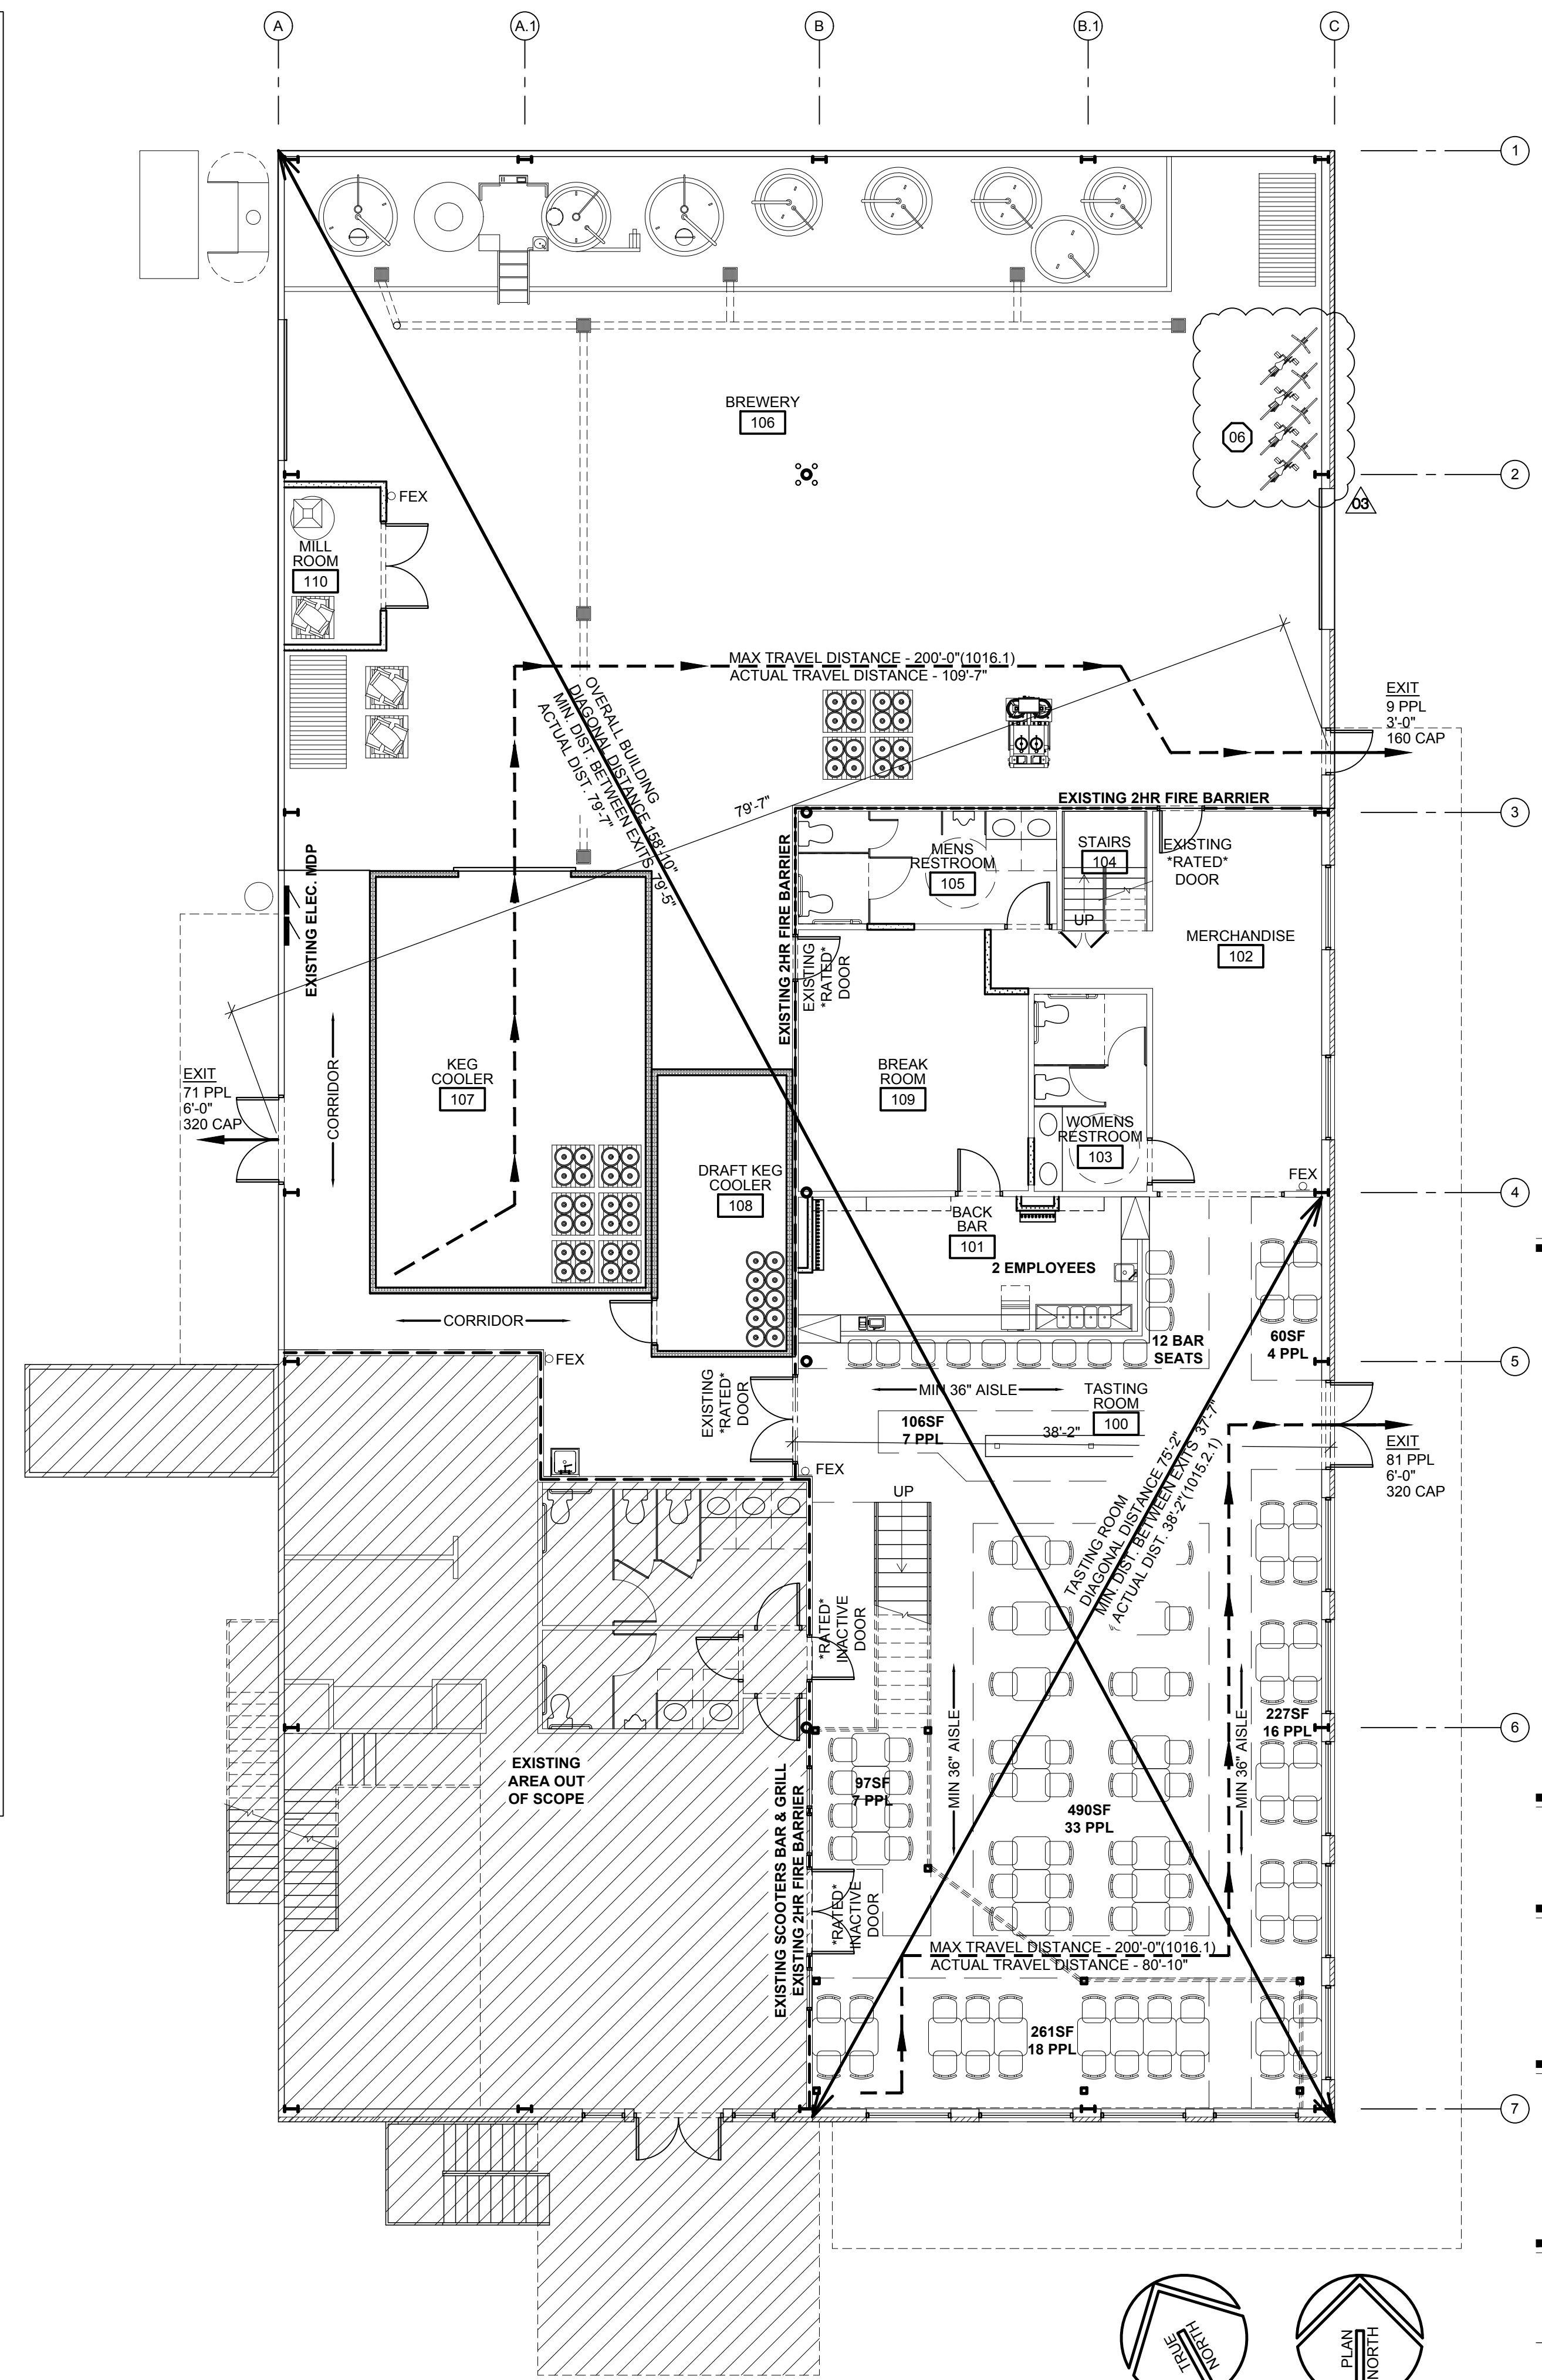 A
A.1
B
B.1
C
1
BREWERY
106
06
2
03
FEX
MILL
ROOM
110
MAX TRAVEL DISTANCE - 200'-0"(1016.1)
ACTUAL TRAVEL DISTANCE - 109'-7"
OVERALL BUILDING
DIAGONAL DISTANCE 158'-10"
MIN. DIST. BETWEEN EXITS 79'-5"
ACTUAL DIST. 79'-7"
EXIT
9 PPL
3'-0"
160 CAP
79'-7"
EXISTING 2HR FIRE BARRIER
3
EXISTING ELEC. MDP
EXISTING 2HR FIRE BARRIER
MENS
RESTROOM
105
STAIRS
104
UP
EXISTING
*RATED*
DOOR
MERCHANDISE
102
EXISTING
*RATED*
DOOR
EXIT
71 PPL
6'-0"
320 CAP
CORRIDOR
KEG
COOLER
107
BREAK
ROOM
109
WOMENS
RESTROOM
103
DRAFT KEG
COOLER
108
FEX
4
BACK
BAR
101
2 EMPLOYEES
CORRIDOR
12 BAR
SEATS
60SF
4 PPL
5
FEX
EXISTING
*RATED*
DOOR
MIN 36" AISLE
TASTING
ROOM
100
106SF
7 PPL
38'-2"
EXIT
81 PPL
6'-0"
320 CAP
FEX
UP
TASTING ROOM
DIAGONAL DISTANCE 75'-2"
MIN. DIST. BETWEEN EXITS 37'-7"
ACTUAL DIST. 38'-2"(1015.2.1)
*RATED*
INACTIVE
DOOR
MIN 36" AISLE
MIN 36" AISLE
227SF
16 PPL
6
EXISTING
AREA OUT
OF SCOPE
97SF
7 PPL
490SF
33 PPL
EXISTING SCOOTERS BAR & GRILL
EXISTING 2HR FIRE BARRIER
*RATED*
INACTIVE
DOOR
MAX TRAVEL DISTANCE - 200'-0"(1016.1)
ACTUAL TRAVEL DISTANCE - 80'-10"
261SF
18 PPL
7
TRUE
NORTH
PLAN
NORTH